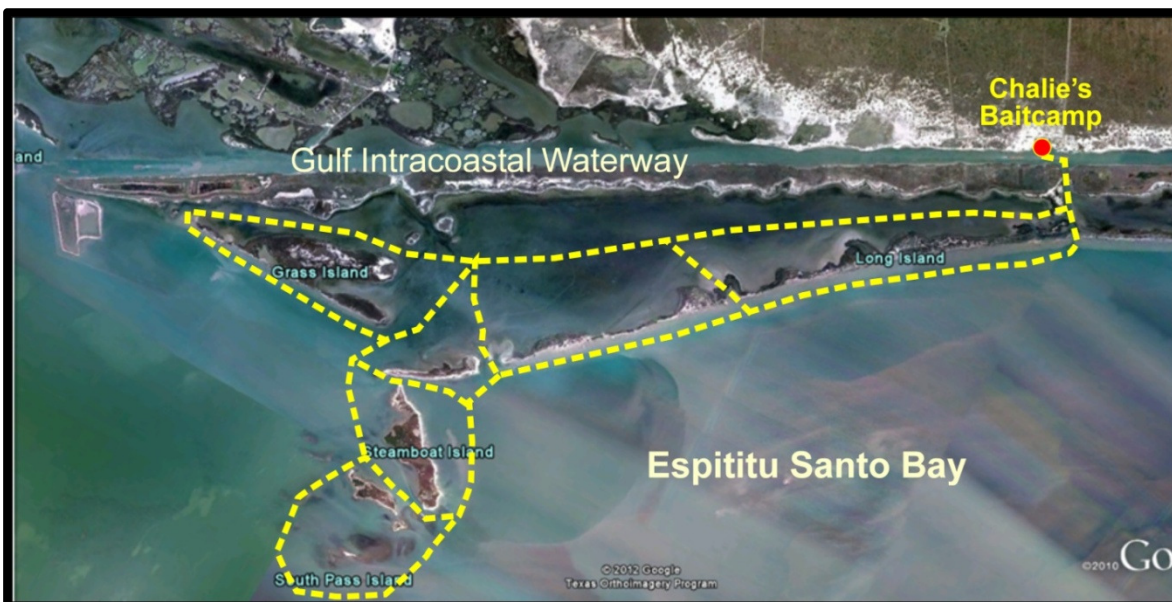 Chalie's
Baitcamp
and
Gulf Intracoastal Waterway
Grass Island
Long Island
Steamboat Island
Espititu Santo Bay
South Pass Island
©2012 Google
Texas Orthoimagery Program
©2010 Go